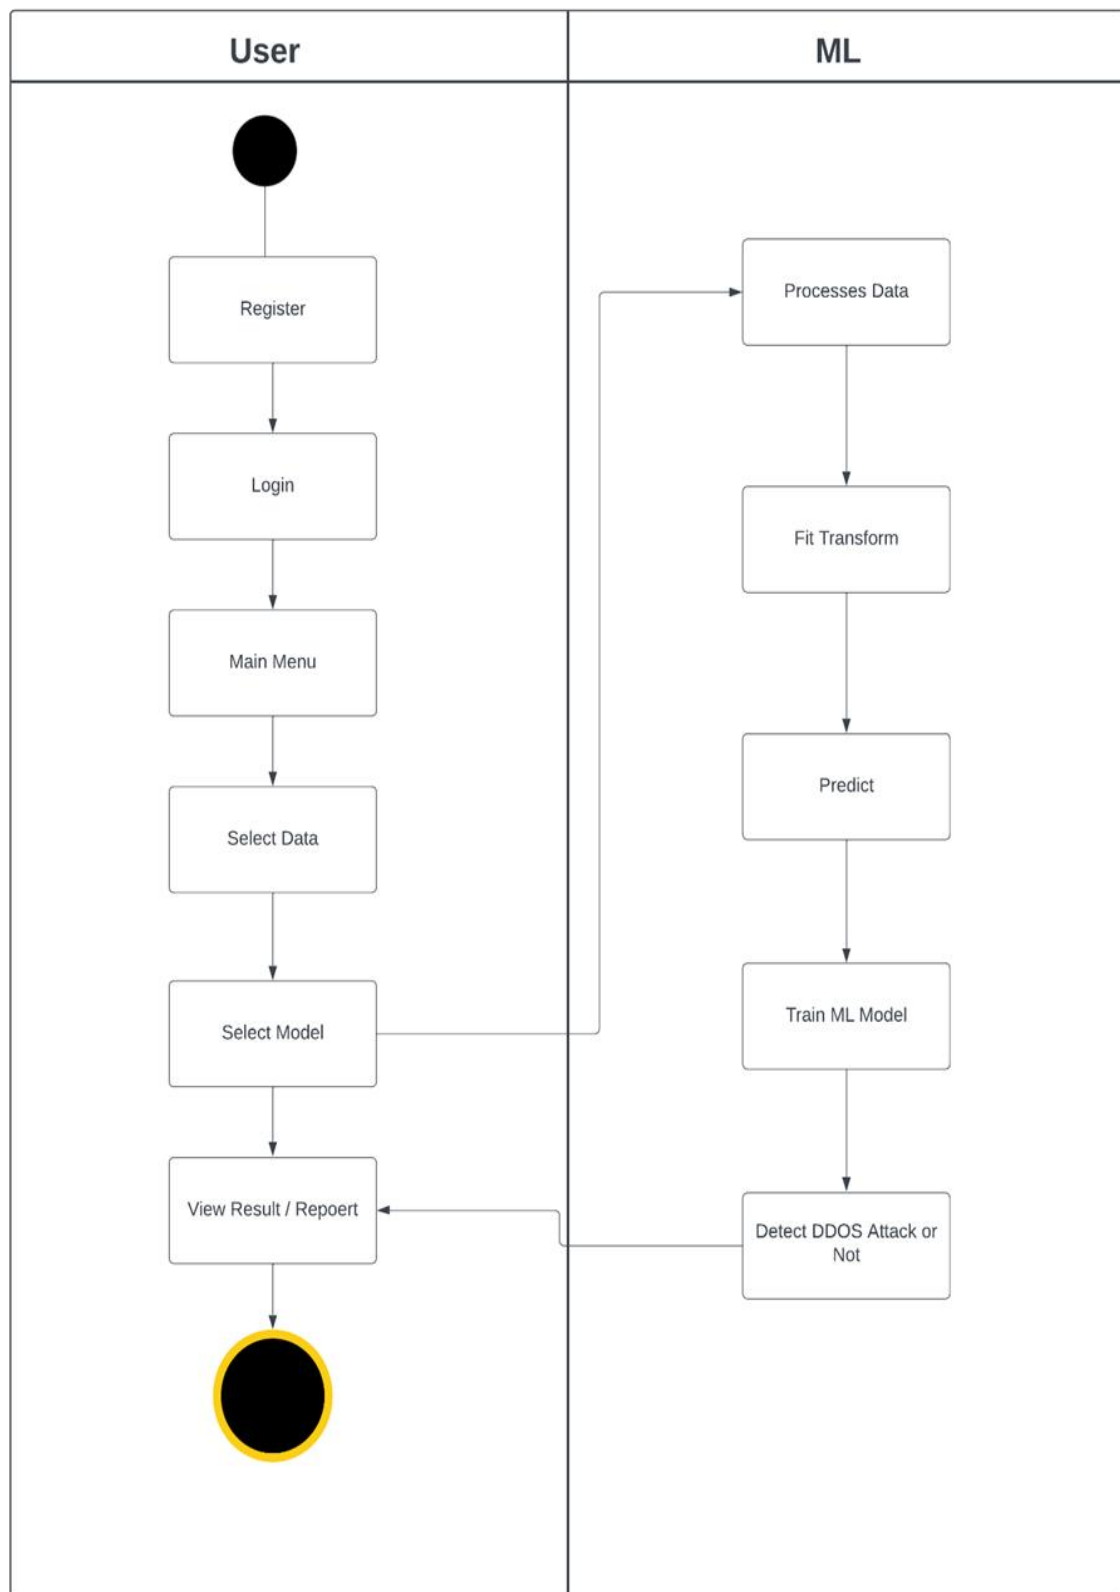 User
ML
Register
Login
Main Menu
Select Data
Select Model
View Result / Repoert
Processes Data
Fit Transform
Predict
Train ML Model
Detect DDOS Attack or
Not